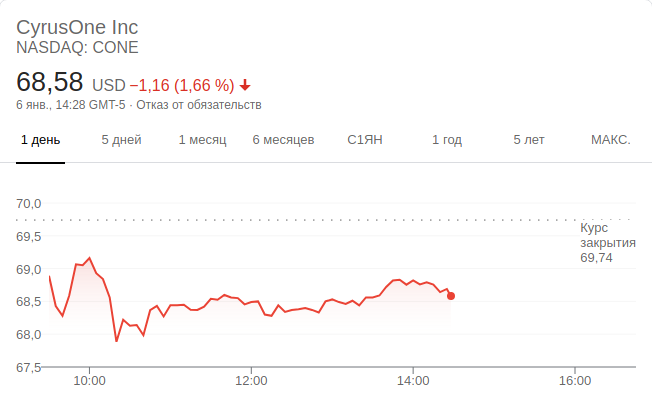 CyrusOne Inc
NASDAQ: CONE
68,58 USD −1,16 (1,66 %)
6 янв., 14:28 GMT-5 · Отказ от обязательств
1 день 5 дней 1 месяц 6 месяцев С1ЯН 1 год 5 лет МАКС.
70,0
69,5
69,0
68,5
68,0
67,5
Курс
закрытия
69,74
10:00 12:00 14:00 16:00